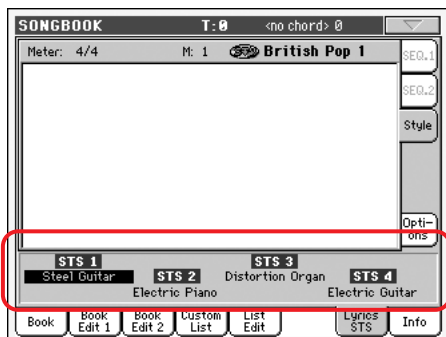 SONGBOOK T:0 <no chord> 0
Meter: 4/4 M: 1 British Pop 1
SEQ.1
SEQ.2
Style
Opti-
ons
STS 1 STS 3
Steel Guitar STS 2 Distortion Organ STS 4
Electric Piano Electric Guitar
Book Book Edit 1 Book Edit 2 Custom List List Edit Lyrics STS Info